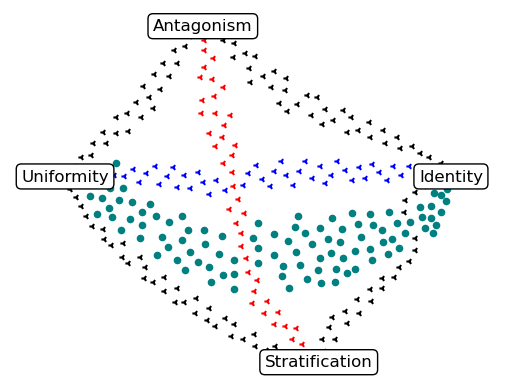 Antagonism
Uniformity
Identity
Stratification